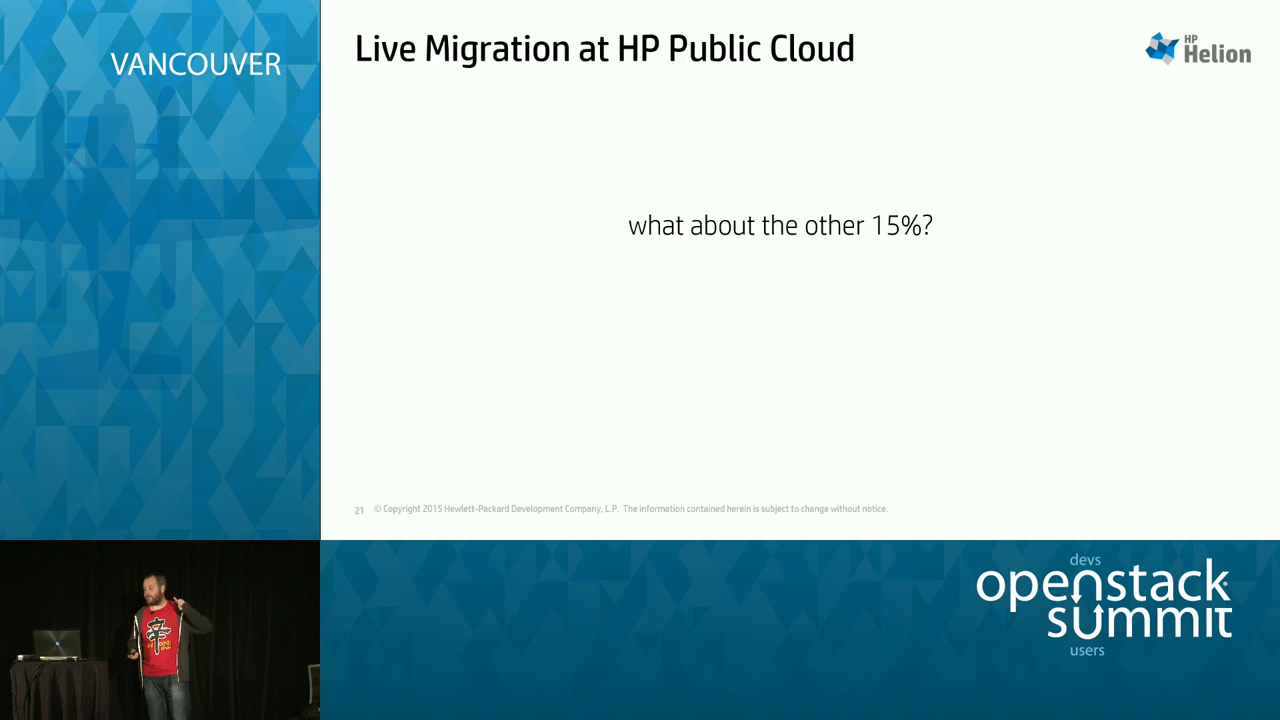 VANCOUVER
Live Migration at HP Public Cloud
HP
Helion
what about the other 15%?
21 © Copyright 2015 Hewlett-Packard Development Company, L.P. The information contained herein is subject to change without notice.
devs
openstack
summit
users